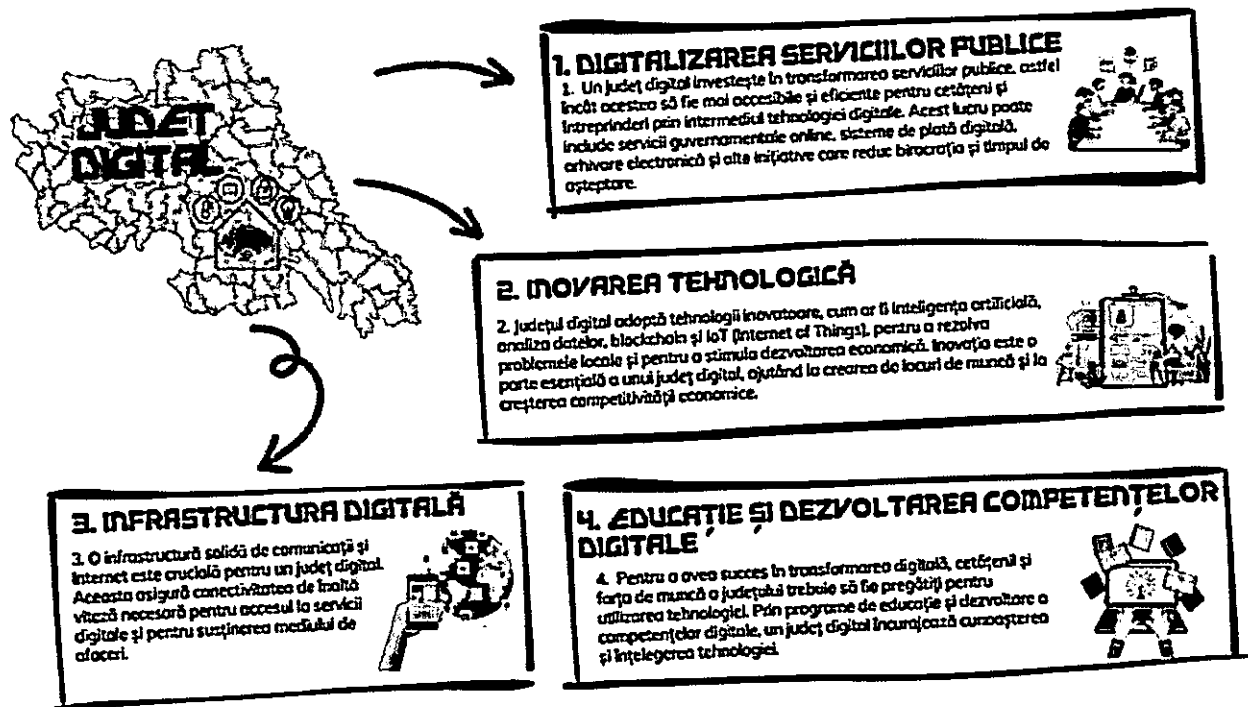 JUDEȚ
DIGITAL
1. DIGITALIZAREA SERVICIILOR PUBLICE
1. Un județ digital investește în transformarea serviciilor publice, astfel
încât acestea să fie mai accesibile și eficiente pentru cetățeni și
întreprinderi prin intermediul tehnologiei digitale. Acest lucru poate
include servicii guvernamentale online, sisteme de plată digitală,
arhivare electronică și alte inițiative care reduc birocrația și timpul de
așteptare.
2. INOVAREA TEHNOLOGICĂ
2. Județul digital adoptă tehnologii inovatoare, cum ar fi inteligența artificială,
analiza datelor, blockchain și IoT (Internet of Things), pentru a rezolva
problemele locale și pentru a stimula dezvoltarea economică. Inovația este o
parte esențială a unui județ digital, ajutând la crearea de locuri de muncă și la
creșterea competitivității economice.
3. INFRASTRUCTURA DIGITALĂ
3. O infrastructură solidă de comunicații și
internet este crucială pentru un județ digital.
Aceasta asigură conectivitatea de înaltă
viteză necesară pentru accesul la servicii
digitale și pentru susținerea mediului de
afaceri.
4. EDUCAȚIE ȘI DEZVOLTAREA COMPETENȚELOR
DIGITALE
4. Pentru a avea succes în transformarea digitală, cetățenii și
forța de muncă a județului trebuie să fie pregătiți pentru
utilizarea tehnologiei. Prin programe de educație și dezvoltare a
competențelor digitale, un județ digital încurajează cunoașterea
și înțelegerea tehnologiei.